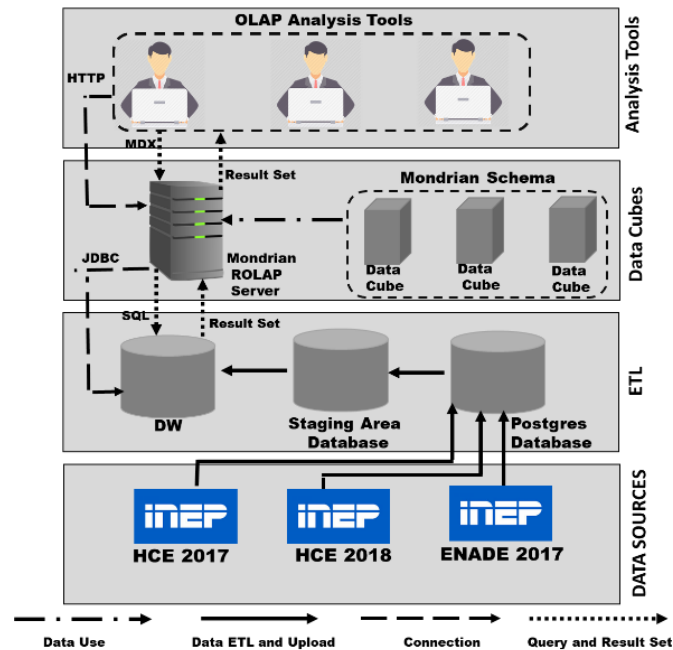 OLAP Analysis Tools
HTTP
MDX
Result Set
Analysis Tools
Mondrian Schema
Data
Cube
Data
Cube
Data
Cube
Mondrian
ROLAP
Server
JDBC
SQL
Result Set
Data Cubes
DW
Staging Area
Database
Postgres
Database
ETL
INEP
HCE 2017
INEP
HCE 2018
INEP
ENADE 2017
DATA SOURCES
Data Use
Data ETL and Upload
Connection
Query and Result Set